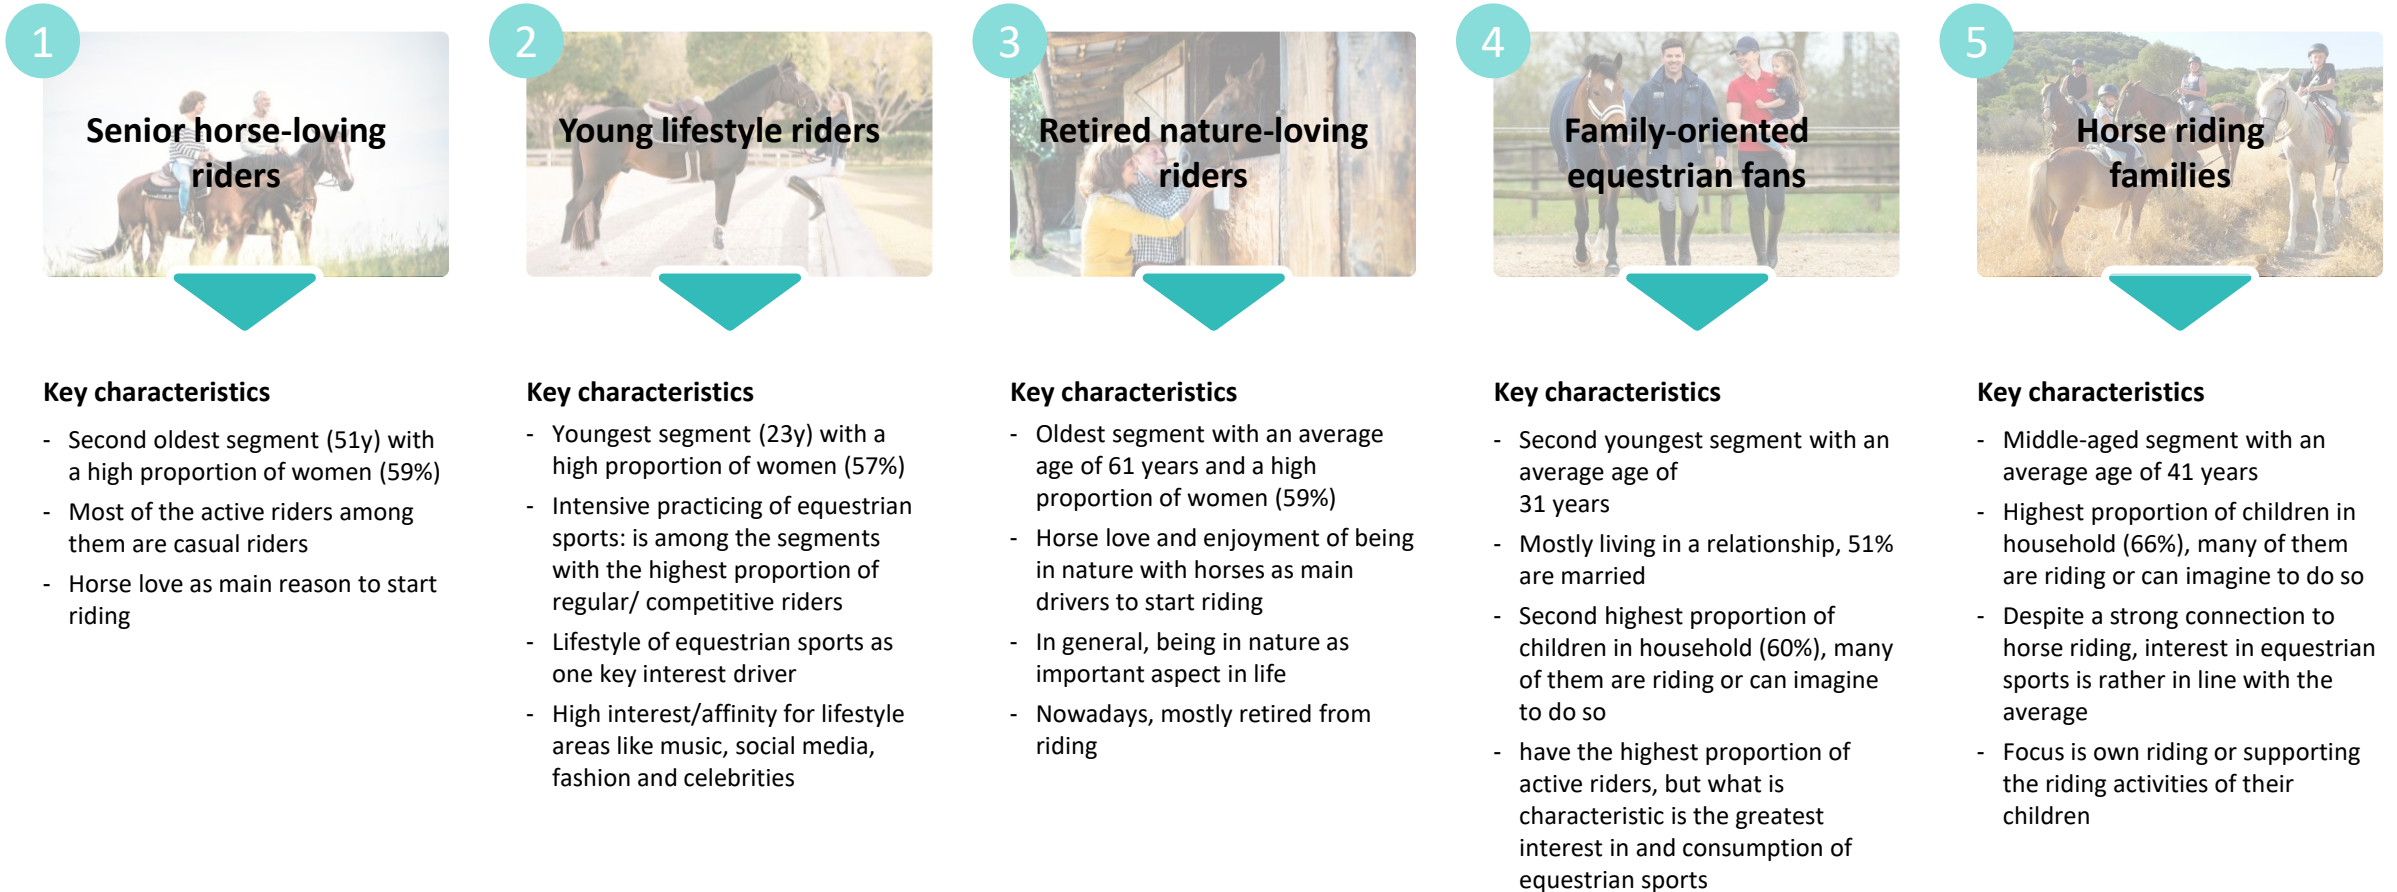 1
Senior horse-loving
riders
Key characteristics
- Second oldest segment (51y) with
a high proportion of women (59%)
- Most of the active riders among
them are casual riders
- Horse love as main reason to start
riding
2
Young lifestyle riders
Key characteristics
- Youngest segment (23y) with a
high proportion of women (57%)
- Intensive practicing of equestrian
sports: is among the segments
with the highest proportion of
regular/ competitive riders
- Lifestyle of equestrian sports as
one key interest driver
- High interest/affinity for lifestyle
areas like music, social media,
fashion and celebrities
3
Retired nature-loving
riders
Key characteristics
- Oldest segment with an average
age of 61 years and a high
proportion of women (59%)
- Horse love and enjoyment of being
in nature with horses as main
drivers to start riding
- In general, being in nature as
important aspect in life
- Nowadays, mostly retired from
riding
4
Family-oriented
equestrian fans
Key characteristics
- Second youngest segment with an
average age of
31 years
- Mostly living in a relationship, 51%
are married
- Second highest proportion of
children in household (60%), many
of them are riding or can imagine
to do so
- have the highest proportion of
active riders, but what is
characteristic is the greatest
interest in and consumption of
equestrian sports
5
Horse riding
families
Key characteristics
- Middle-aged segment with an
average age of 41 years
- Highest proportion of children in
household (66%), many of them
are riding or can imagine to do so
- Despite a strong connection to
horse riding, interest in equestrian
sports is rather in line with the
average
- Focus is own riding or supporting
the riding activities of their
children